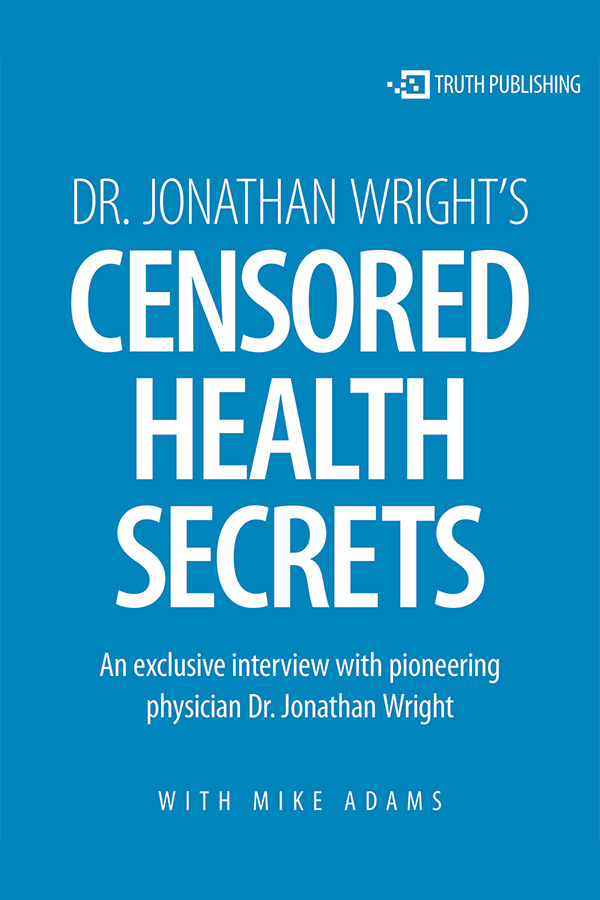 TRUTH PUBLISHING
DR. JONATHAN WRIGHT’S
CENSORED
HEALTH
SECRETS
An exclusive interview with pioneering
physician Dr. Jonathan Wright
WITH MIKE ADAMS